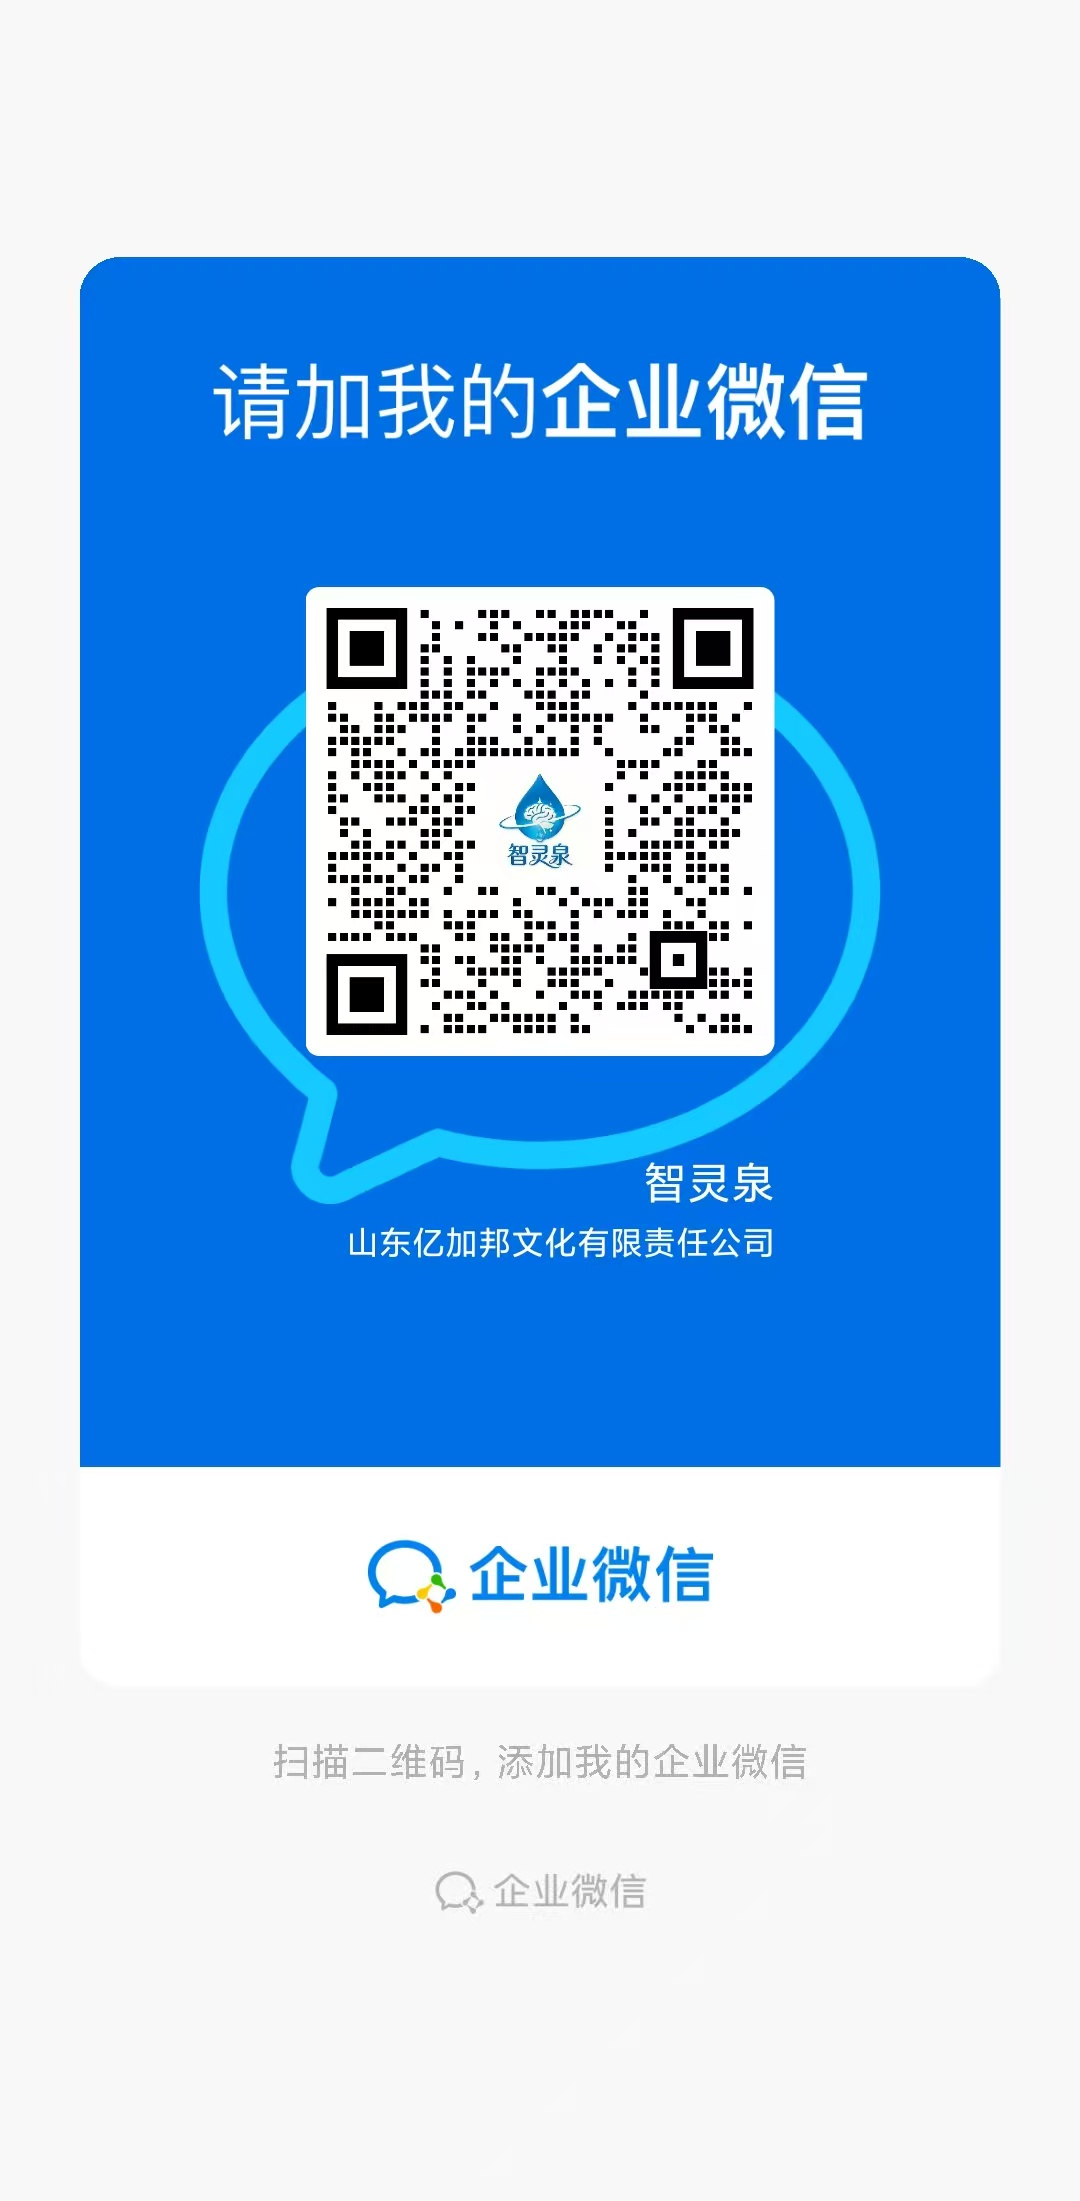 请加我的企业微信
智灵泉
智灵泉
山东亿加邦文化有限责任公司
企业微信
扫描二维码，添加我的企业微信
企业微信